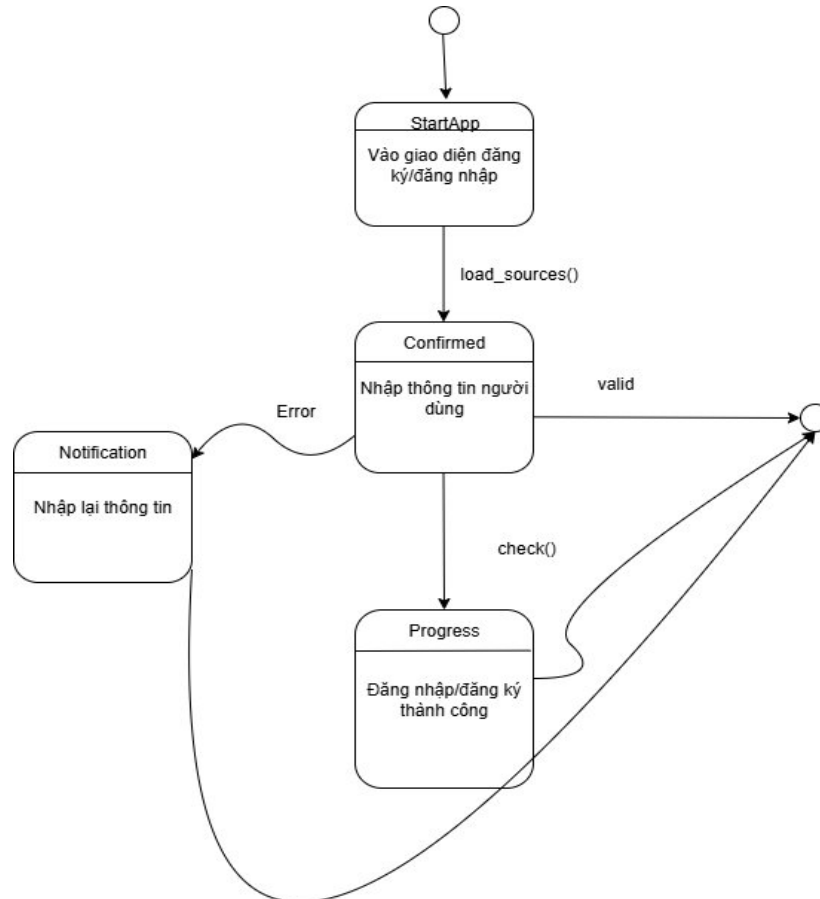 StartApp
Vào giao diện đăng
ký/đăng nhập
load_sources()
Confirmed
Nhập thông tin người
dùng
valid
Error
Notification
Nhập lại thông tin
check()
Progress
Đăng nhập/đăng ký
thành công